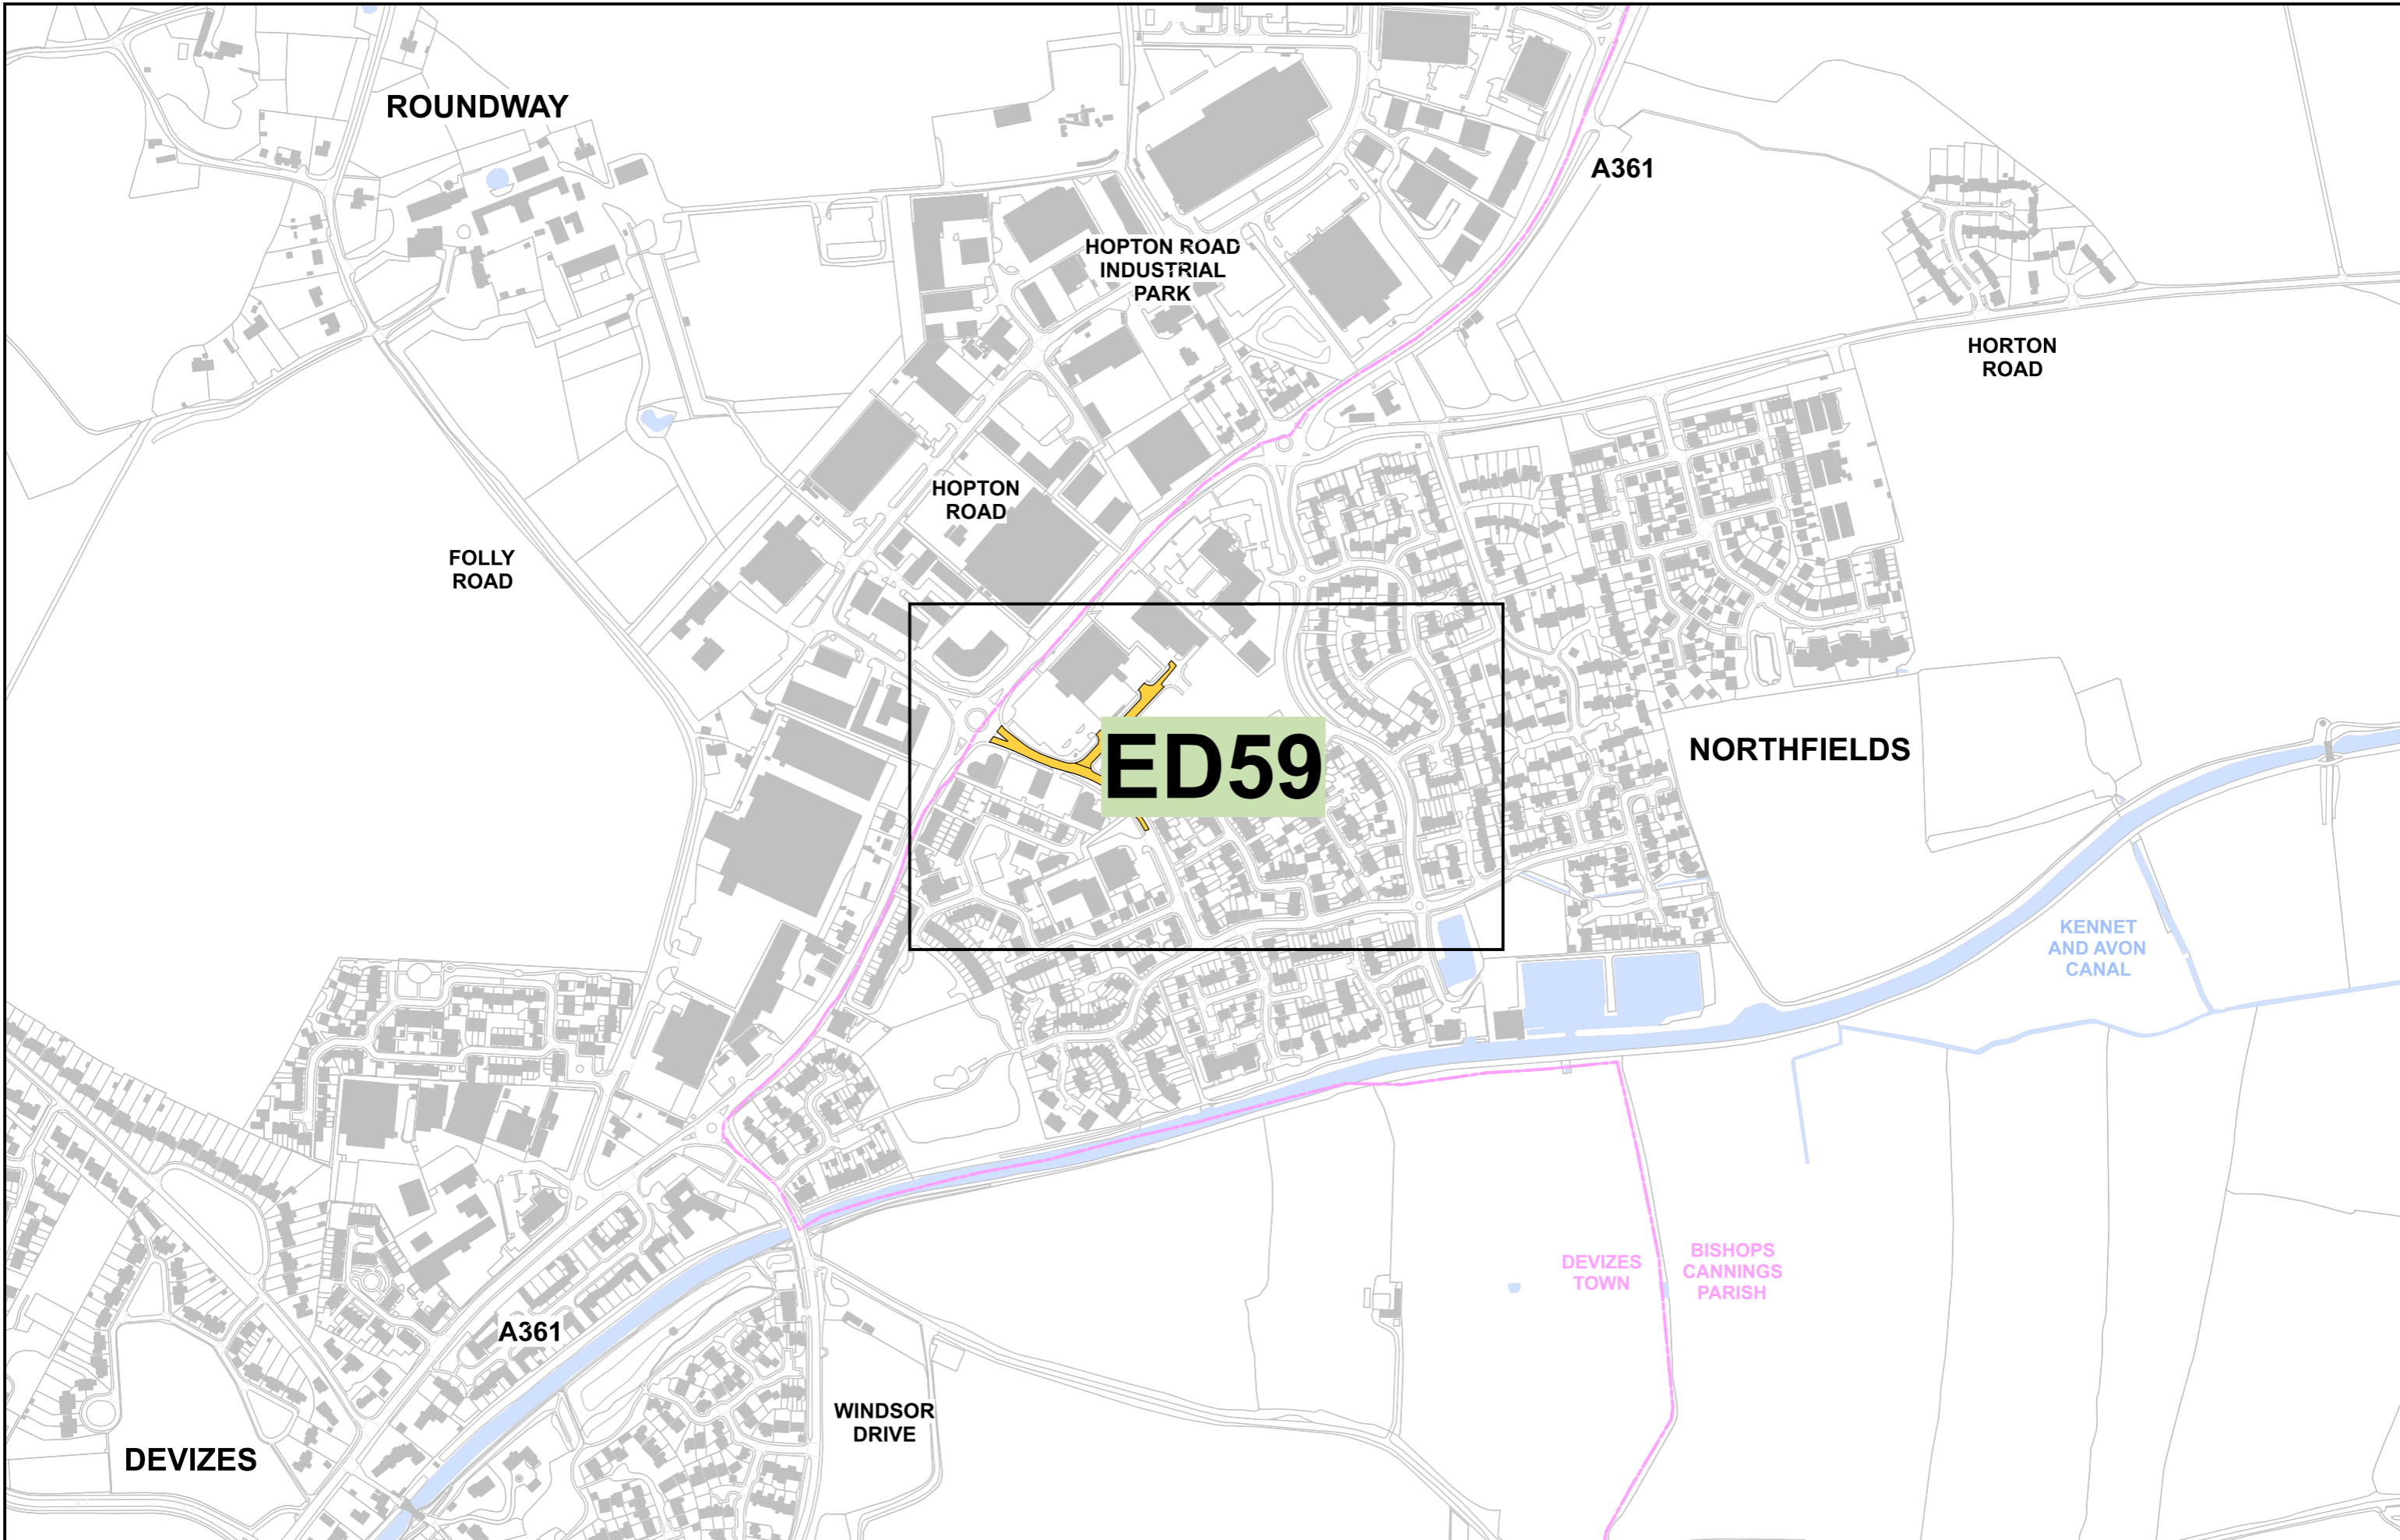 ROUNDWAY
A361
HOPTON ROAD
INDUSTRIAL
PARK
HORTON
ROAD
HOPTON
ROAD
FOLLY
ROAD
ED59
NORTHFIELDS
KENNET
AND AVON
CANAL
DEVIZES
TOWN
BISHOPS
CANNINGS
PARISH
A361
WINDSOR
DRIVE
DEVIZES